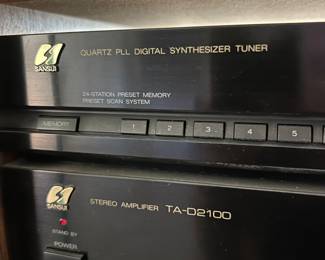 SANSUI
QUARTZ PLL DIGITAL SYNTHESIZER TUNER
24-STATION PRESET MEMORY
PRESET SCAN SYSTEM
MEMORY 1 2 3 4 5
SANSUI
STEREO AMPLIFIER TA-D2100
STAND BY
POWER